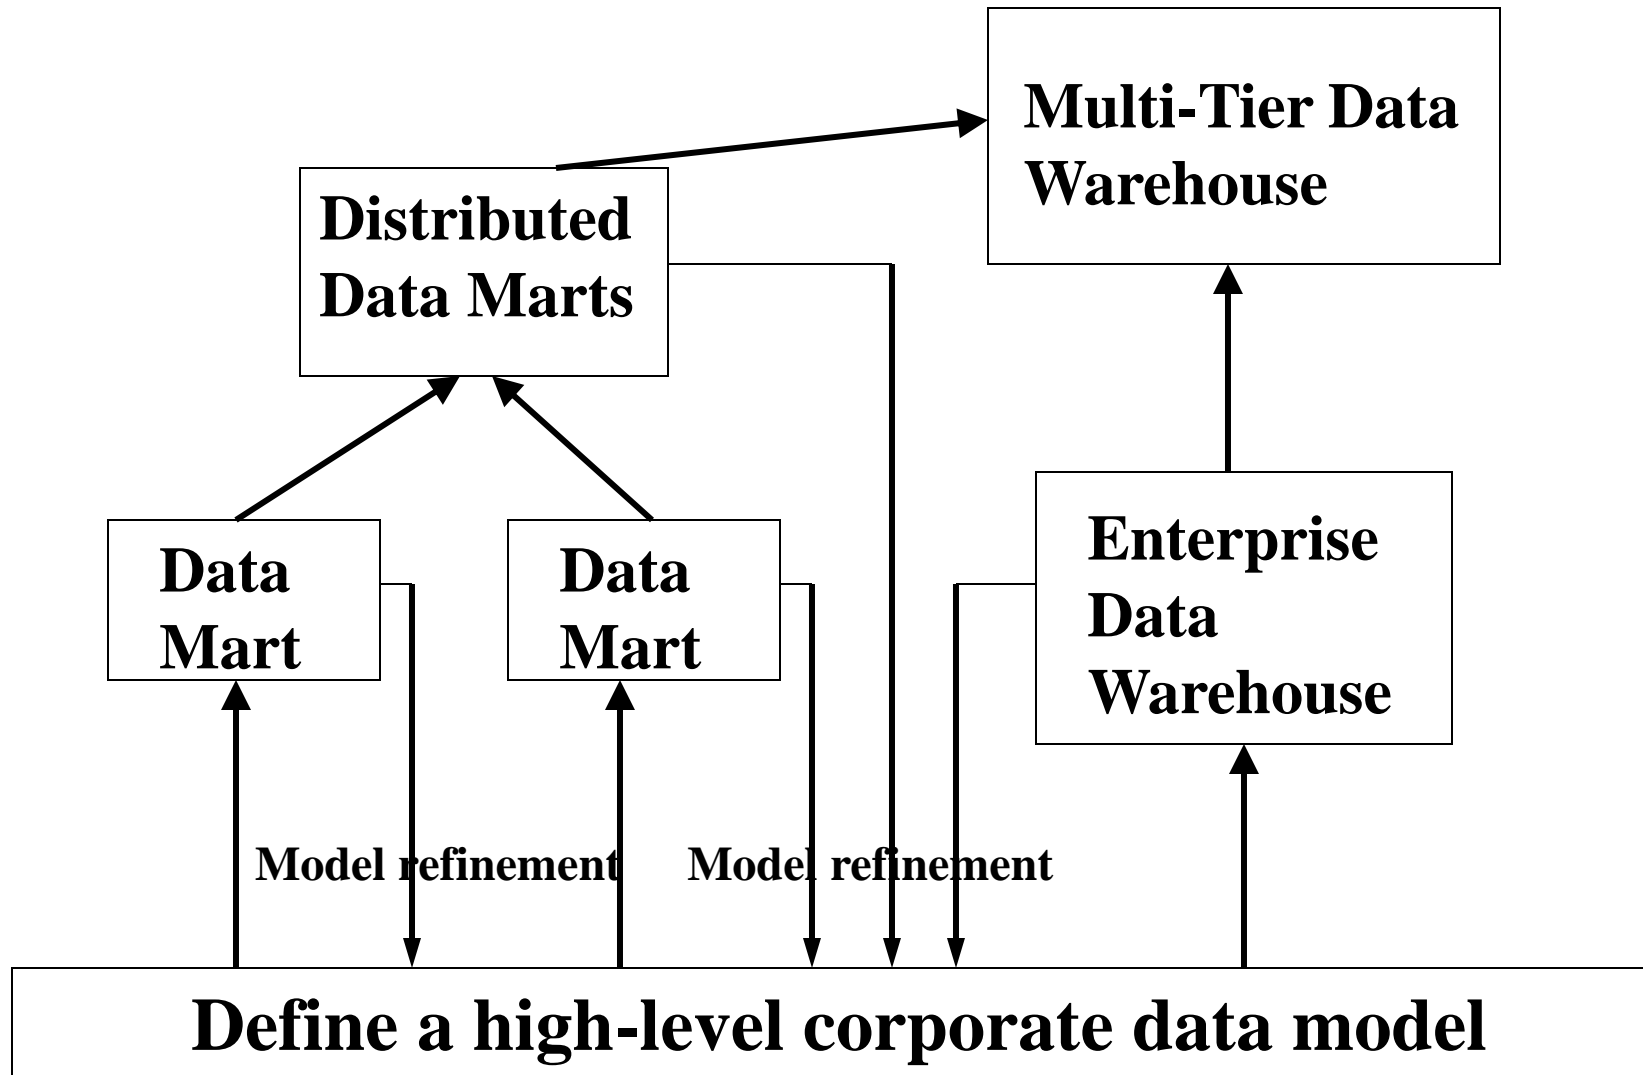 Multi-Tier Data
Warehouse
Distributed
Data Marts
Data
Mart
Data
Mart
Enterprise
Data
Warehouse
Model refinement
Model refinement
Define a high-level corporate data model